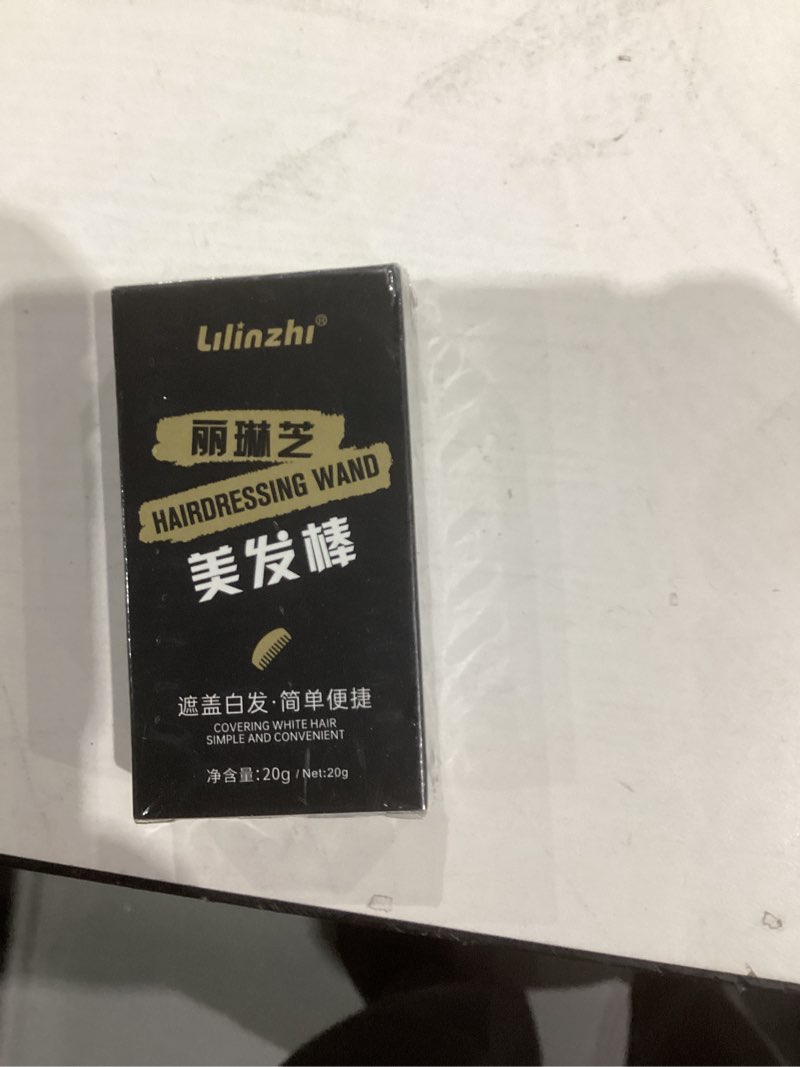 Lilinzhi®
丽琳芝
HAIRDRESSING WAND
美发棒
遮盖白发·简单便捷
COVERING WHITE HAIR
SIMPLE AND CONVENIENT
净含量:20g / Net:20g